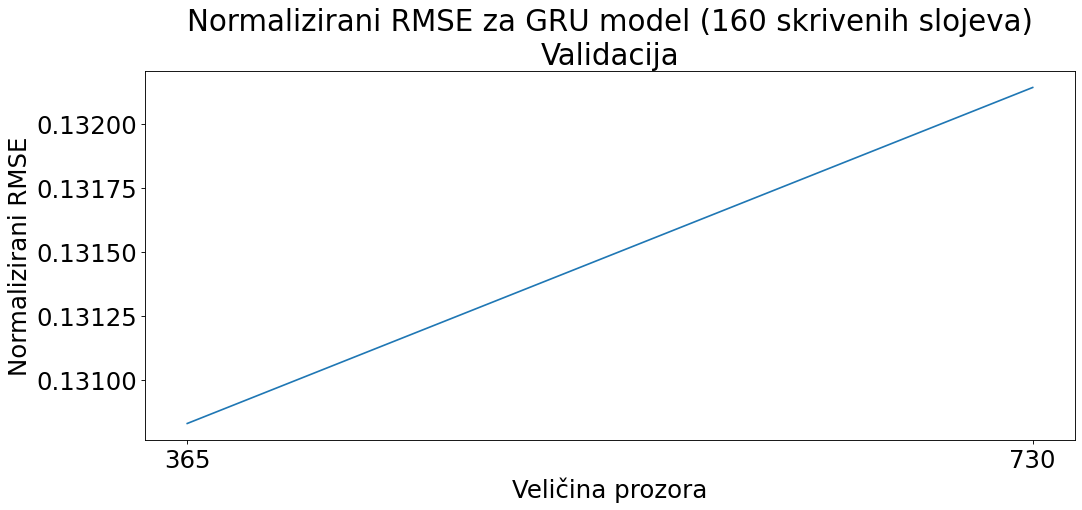 Normalizirani RMSE za GRU model (160 skrivenih slojeva)
Validacija
Normalizirani RMSE
0.13200
0.13175
0.13150
0.13125
0.13100
365
730
Veličina prozora